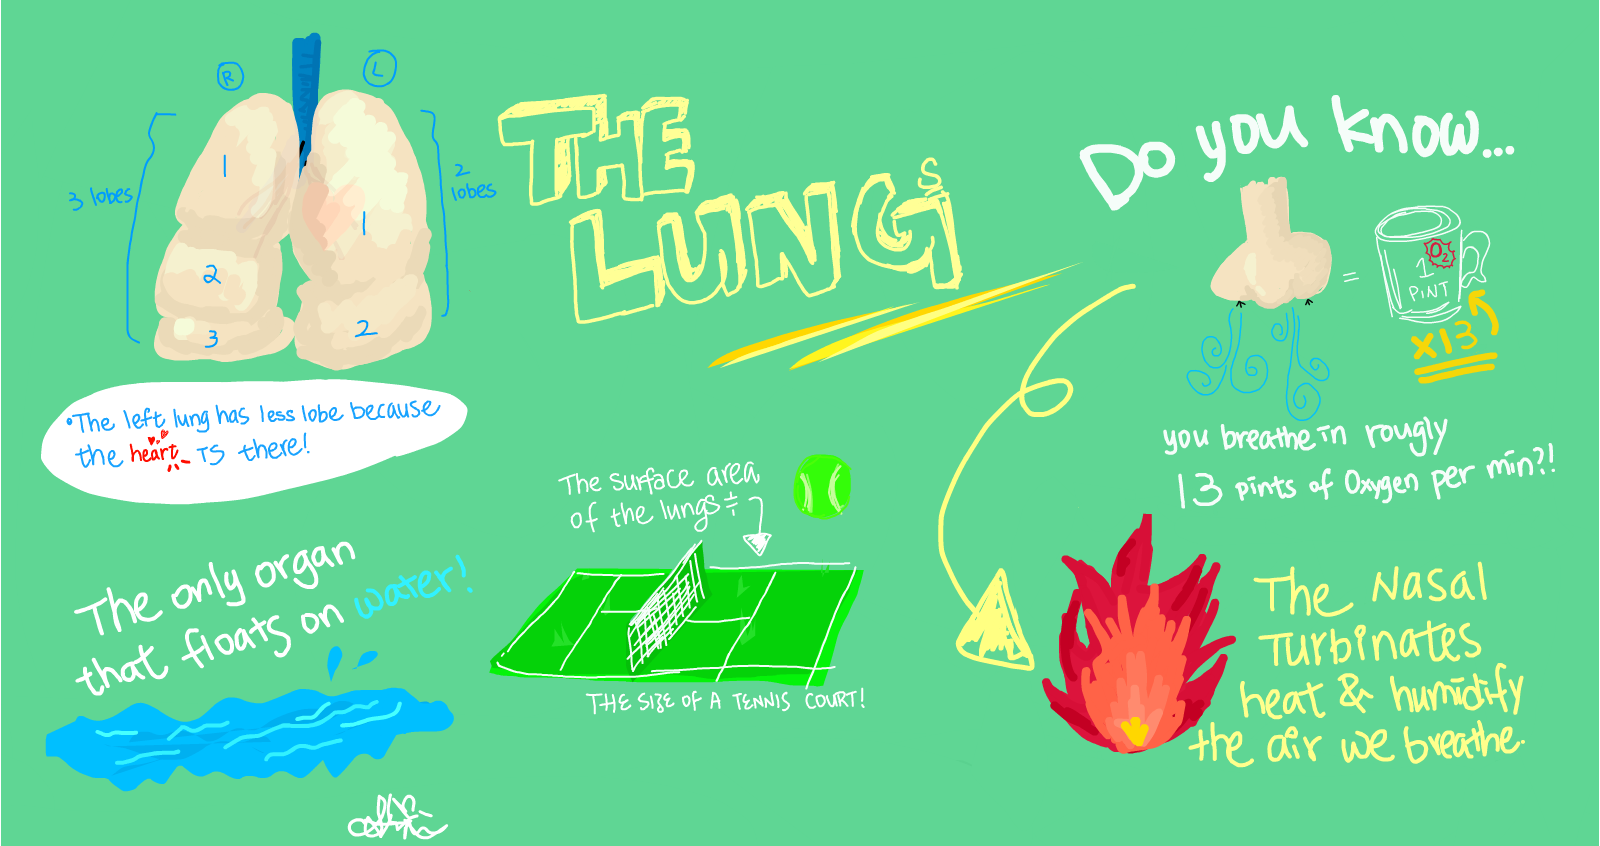 THE
LUNGS
R
L
3 lobes
1
2
3
2
lobes
1
2
•The left lung has less lobe because
the heart is there!
The only organ
that floats on water!
The surface area
of the lungs ÷
THE SIZE OF A TENNIS COURT!
Do you know...
=
O2
1
PINT
x13
you breathe in rougly
13 pints of Oxygen per min?!
The Nasal
Turbinates
heat & humidify
the air we breathe.